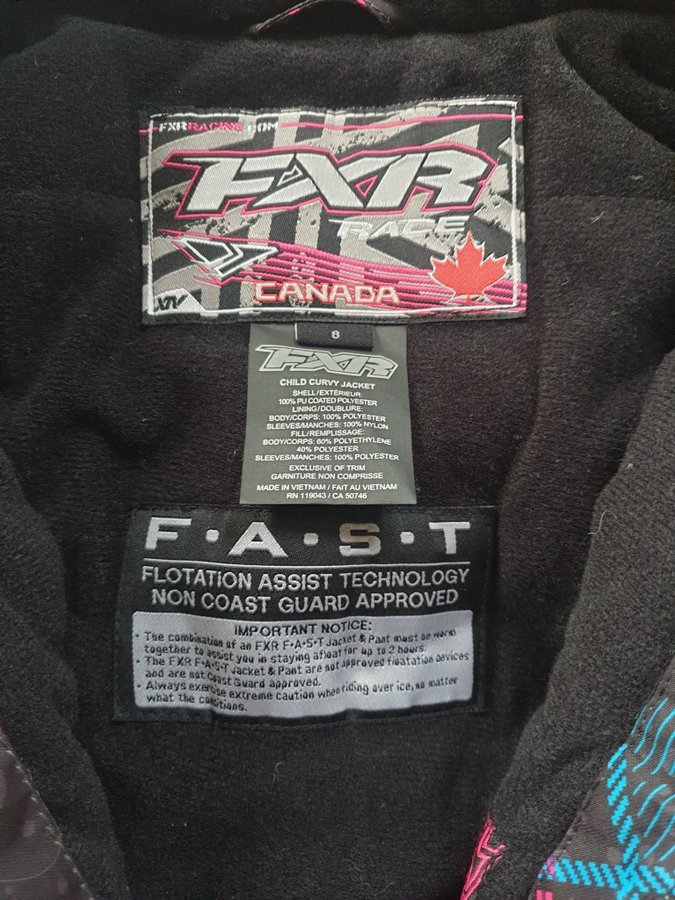 FXRRACING.COM
FXR
RACE
CANADA
XIV
8
FXR
CHILD CURVY JACKET
SHELL/EXTÉRIEUR:
100% PU COATED POLYESTER
LINING/DOUBLURE:
BODY/CORPS: 100% POLYESTER
SLEEVES/MANCHES: 100% NYLON
FILL/REMPLISSAGE:
BODY/CORPS: 60% POLYETHYLENE
40% POLYESTER
SLEEVES/MANCHES: 100% POLYESTER
EXCLUSIVE OF TRIM
GARNITURE NON COMPRISE
MADE IN VIETNAM / FAIT AU VIETNAM
RN 119043 / CA 50746
F•A•S•T
FLOTATION ASSIST TECHNOLOGY
NON COAST GUARD APPROVED
IMPORTANT NOTICE:
• The combination of an FXR F•A•S•T Jacket & Pant must be worn
together to assist you in staying afloat for up to 2 hours.
• The FXR F•A•S•T Jacket & Pant are not approved floatation devices
and are not Coast Guard approved.
• Always exercise extreme caution when riding over ice, no matter
what the conditions.